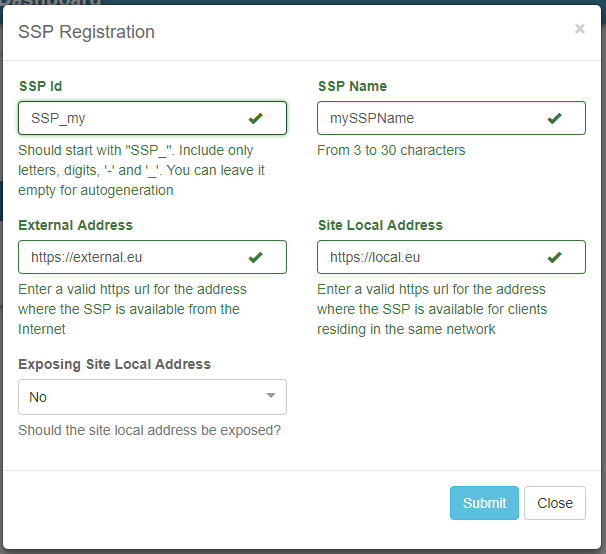 Dashboard
SSP Registration
×
SSP Id
SSP Name
SSP_my
mySSPName
Should start with "SSP_". Include only
letters, digits, '-' and '_'. You can leave it
empty for autogeneration
From 3 to 30 characters
External Address
Site Local Address
https://external.eu
https://local.eu
Enter a valid https url for the address
where the SSP is available from the
Internet
Enter a valid https url for the address
where the SSP is available for clients
residing in the same network
Exposing Site Local Address
No
Should the site local address be exposed?
Submit
Close